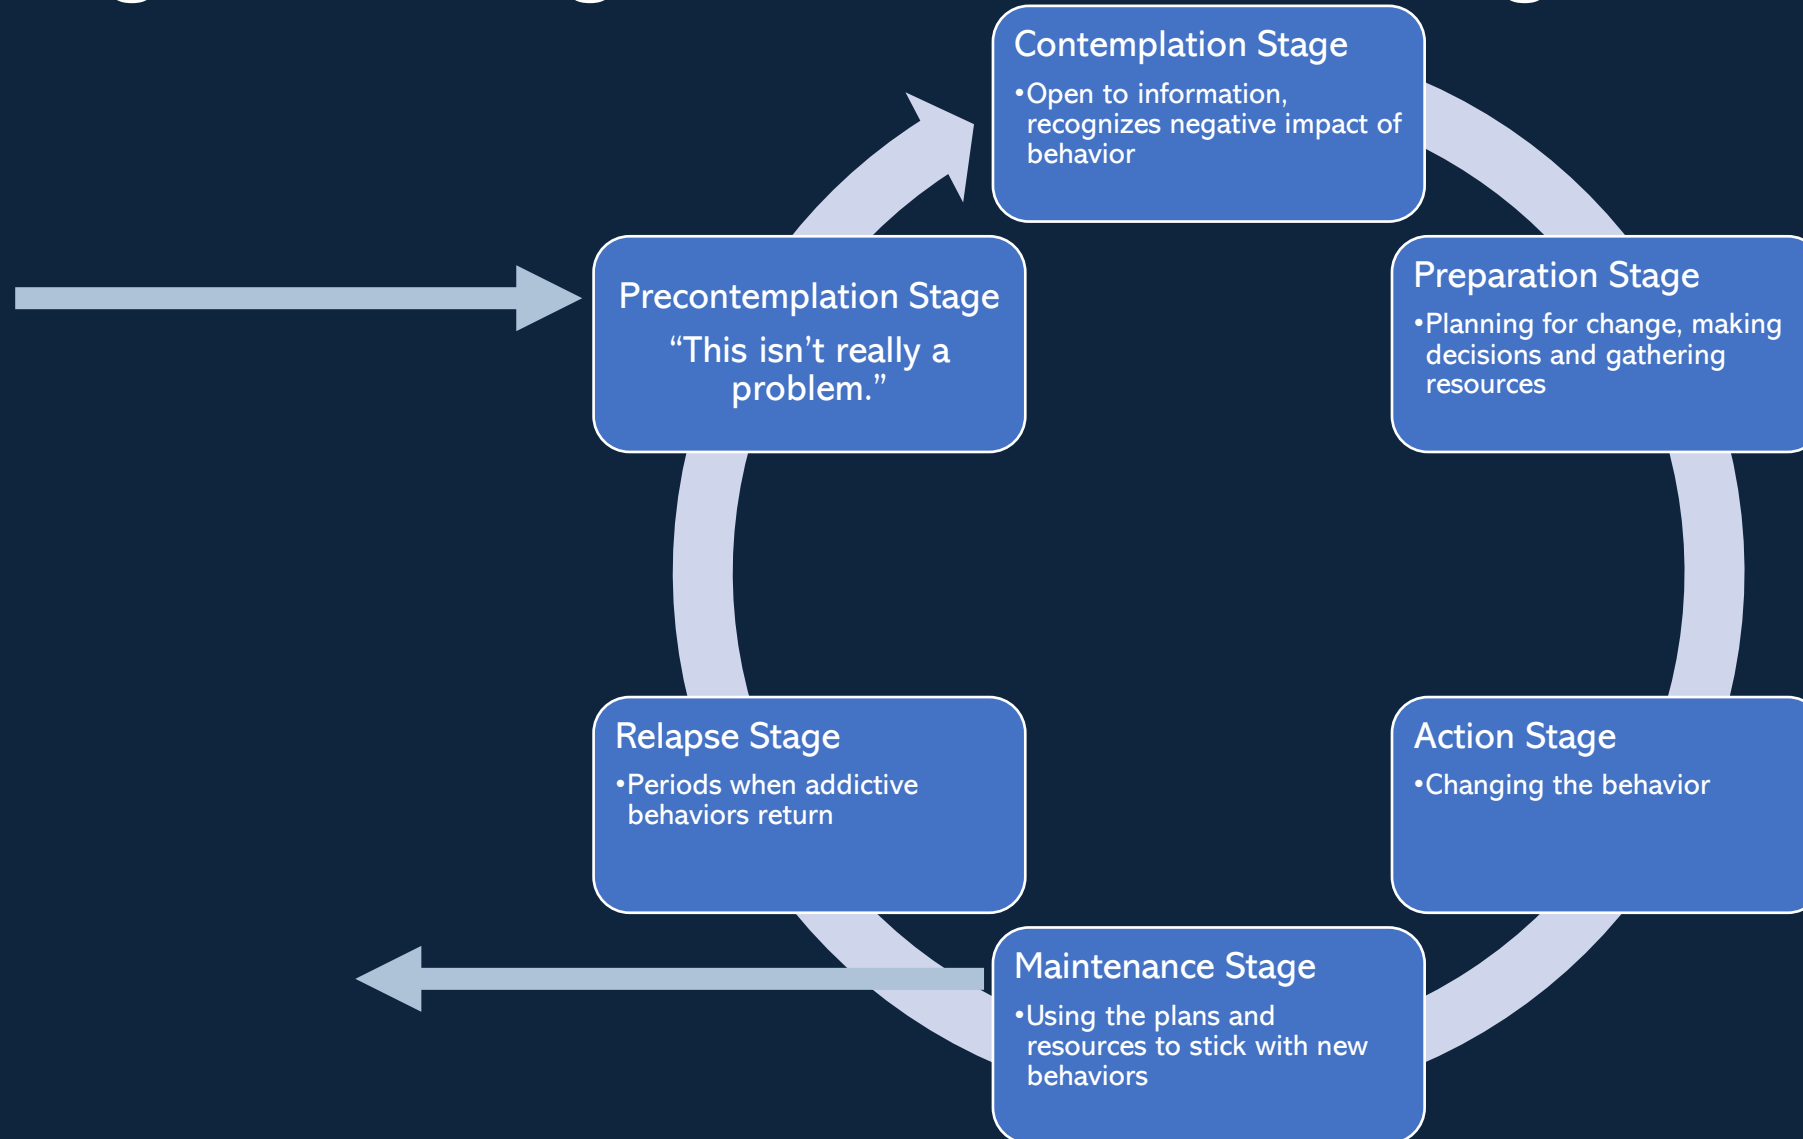 Contemplation Stage
•Open to information,
recognizes negative impact of
behavior
Precontemplation Stage
“This isn’t really a
problem.”
Preparation Stage
•Planning for change, making
decisions and gathering
resources
Relapse Stage
•Periods when addictive
behaviors return
Action Stage
•Changing the behavior
Maintenance Stage
•Using the plans and
resources to stick with new
behaviors